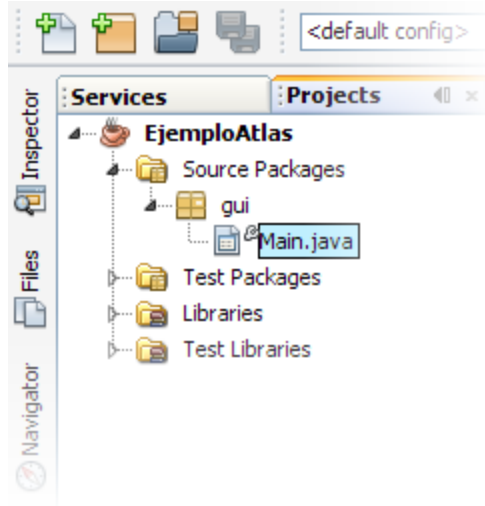 <default config>
Services Projects
EjemploAtlas
Source Packages
gui
Main.java
Test Packages
Libraries
Test Libraries
Inspector
Files
Navigator